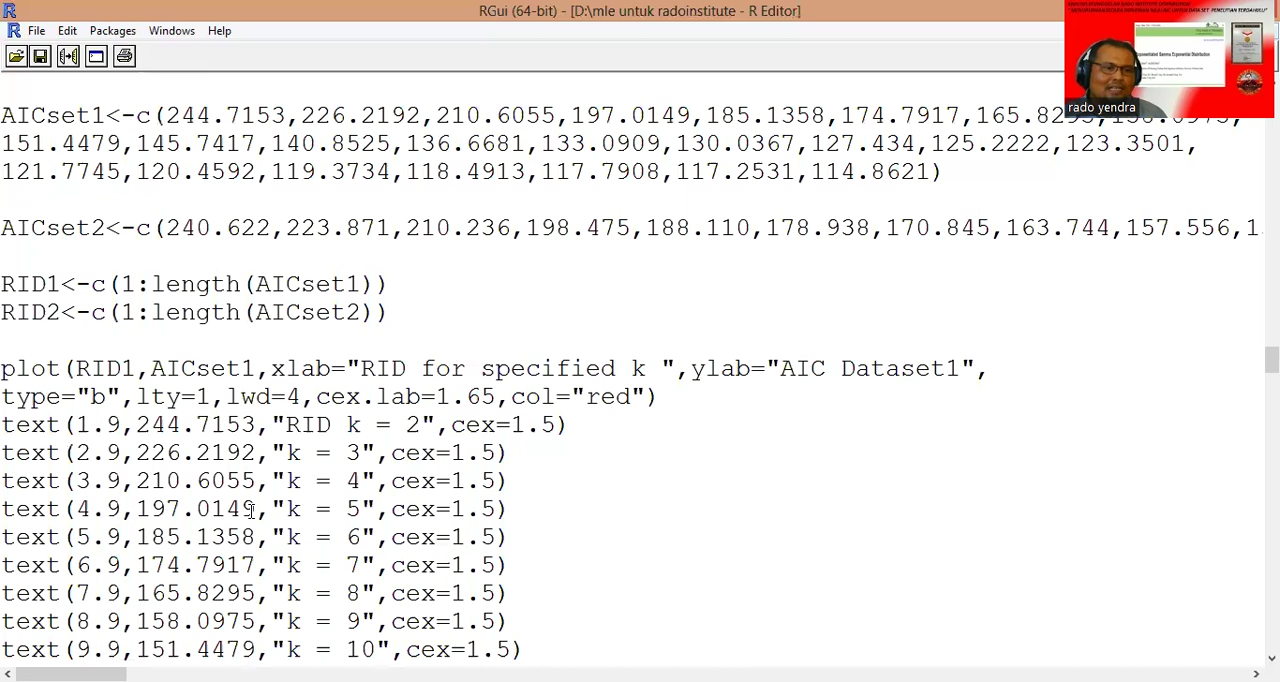 RGui (64-bit) - [D:\mle untuk radoinstitute - R Editor]
File Edit Packages Windows Help
rado yendra
AICset1<-c(244.7153,226.2192,210.6055,197.0149,185.1358,174.7917,165.8295,158.0975,
151.4479,145.7417,140.8525,136.6681,133.0909,130.0367,127.434,125.2222,123.3501,
121.7745,120.4592,119.3734,118.4913,117.7908,117.2531,114.8621)
AICset2<-c(240.622,223.871,210.236,198.475,188.110,178.938,170.845,163.744,157.556,1
RID1<-c(1:length(AICset1))
RID2<-c(1:length(AICset2))
plot(RID1,AICset1,xlab="RID for specified k ",ylab="AIC Dataset1",
type="b",lty=1,lwd=4,cex.lab=1.65,col="red")
text(1.9,244.7153,"RID k = 2",cex=1.5)
text(2.9,226.2192,"k = 3",cex=1.5)
text(3.9,210.6055,"k = 4",cex=1.5)
text(4.9,197.0149,"k = 5",cex=1.5)
text(5.9,185.1358,"k = 6",cex=1.5)
text(6.9,174.7917,"k = 7",cex=1.5)
text(7.9,165.8295,"k = 8",cex=1.5)
text(8.9,158.0975,"k = 9",cex=1.5)
text(9.9,151.4479,"k = 10",cex=1.5)